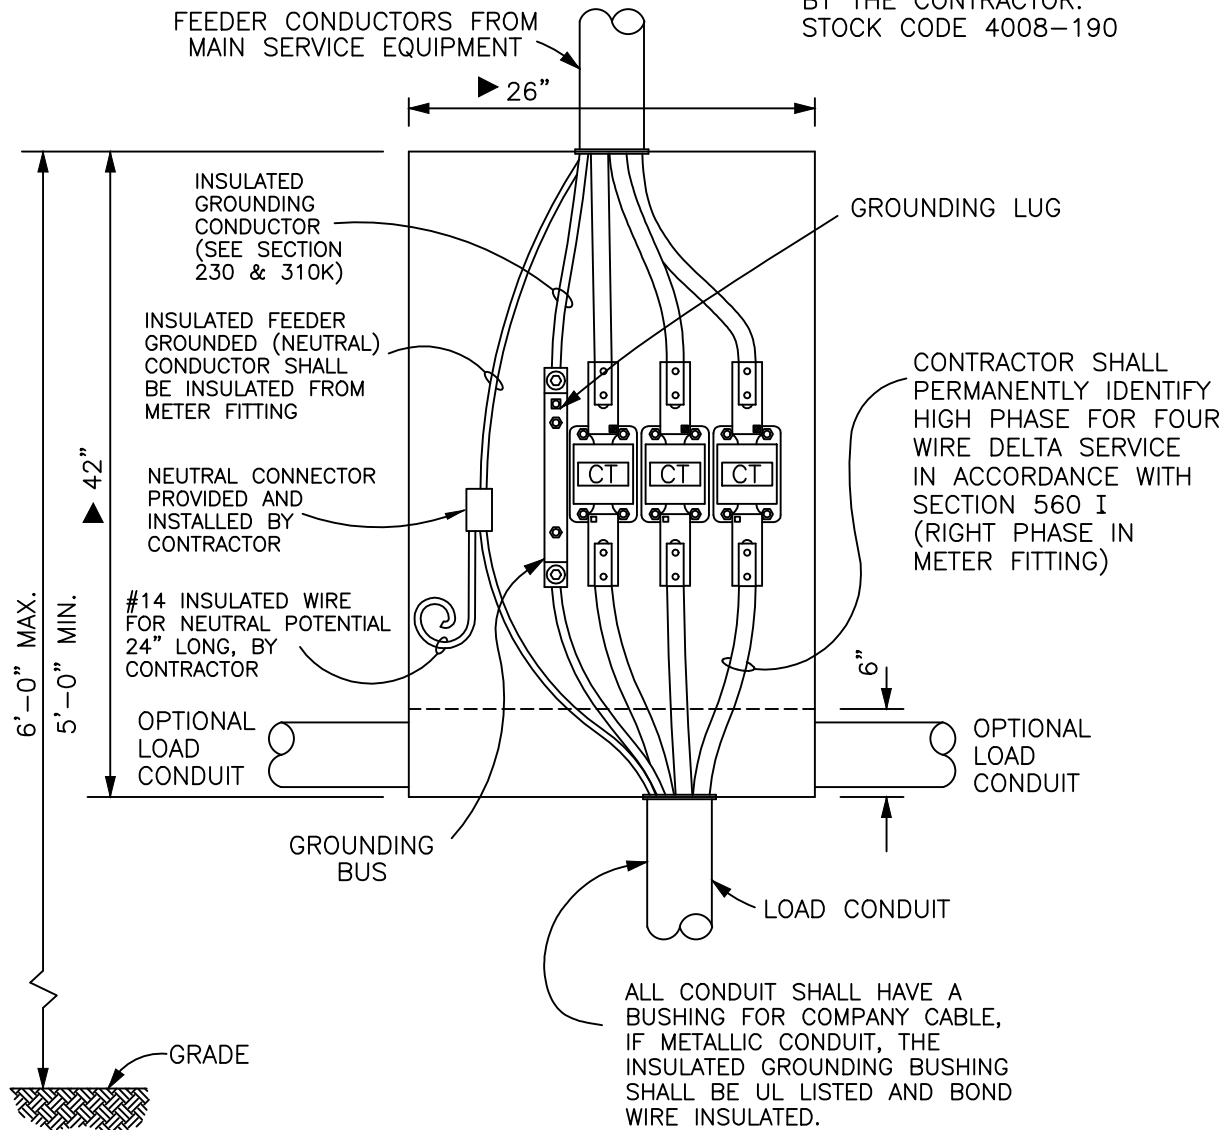 BY THE CONTRACTOR.
STOCK CODE 4008-190
FEEDER CONDUCTORS FROM
MAIN SERVICE EQUIPMENT
▶ 26"
INSULATED
GROUNDING
CONDUCTOR
(SEE SECTION
230 & 310K)
GROUNDING LUG
INSULATED FEEDER
GROUNDED (NEUTRAL)
CONDUCTOR SHALL
BE INSULATED FROM
METER FITTING
CONTRACTOR SHALL
PERMANENTLY IDENTIFY
HIGH PHASE FOR FOUR
WIRE DELTA SERVICE
IN ACCORDANCE WITH
SECTION 560 I
(RIGHT PHASE IN
METER FITTING)
▶ 42"
NEUTRAL CONNECTOR
PROVIDED AND
INSTALLED BY
CONTRACTOR
CT
CT
CT
#14 INSULATED WIRE
FOR NEUTRAL POTENTIAL
24" LONG, BY
CONTRACTOR
6'-0" MAX.
5'-0" MIN.
6"
OPTIONAL
LOAD
CONDUIT
OPTIONAL
LOAD
CONDUIT
GROUNDING
BUS
LOAD CONDUIT
ALL CONDUIT SHALL HAVE A
BUSHING FOR COMPANY CABLE,
IF METALLIC CONDUIT, THE
INSULATED GROUNDING BUSHING
SHALL BE UL LISTED AND BOND
WIRE INSULATED.
GRADE